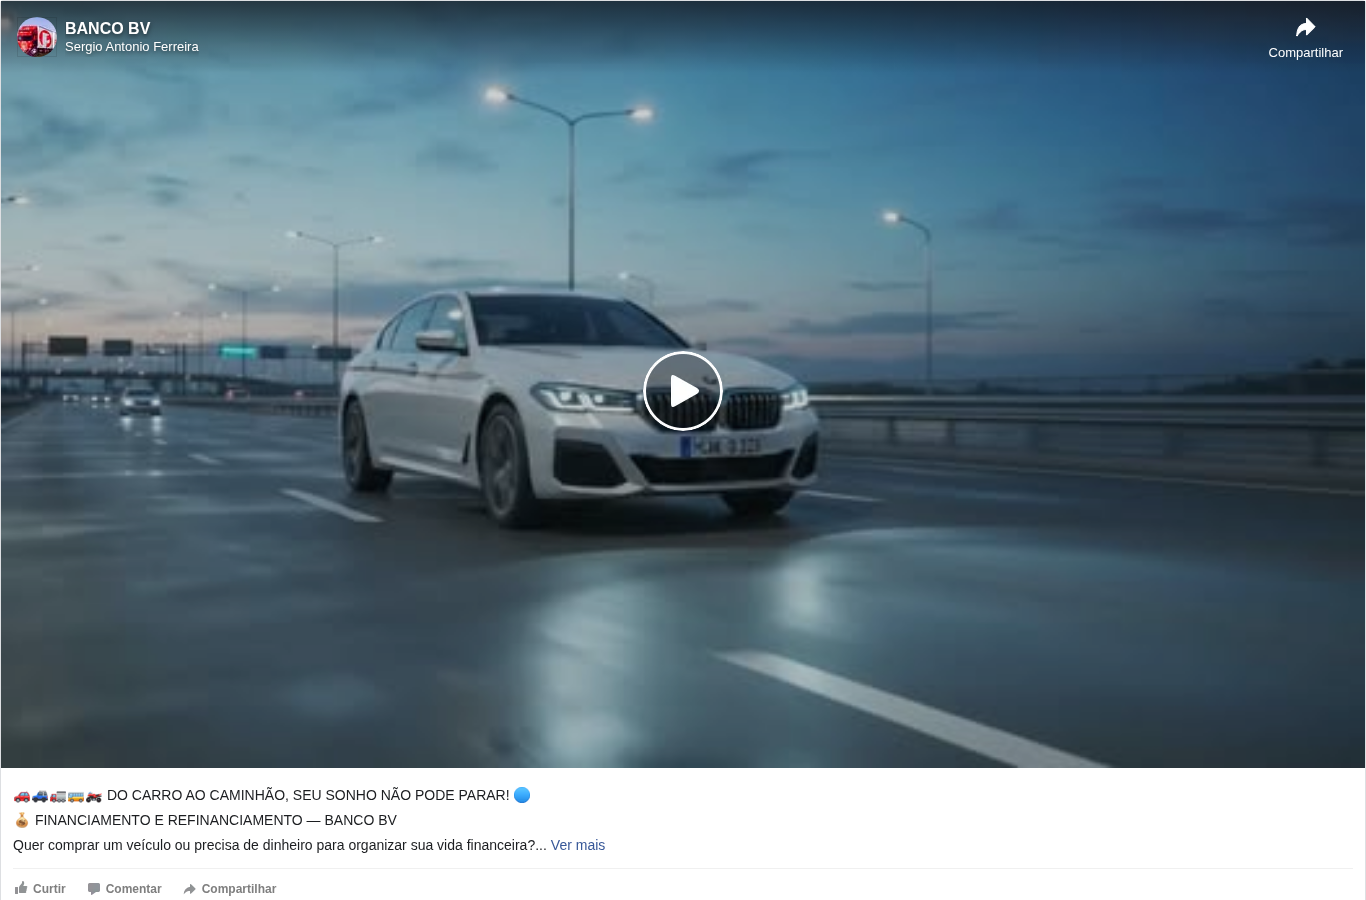 BANCO BV
Sergio Antonio Ferreira
Compartilhar
🚗🚙🚛🚌🏍 DO CARRO AO CAMINHÃO, SEU SONHO NÃO PODE PARAR! 🔵
💰 FINANCIAMENTO E REFINANCIAMENTO — BANCO BV
Quer comprar um veículo ou precisa de dinheiro para organizar sua vida financeira?... Ver mais
Curtir Comentar Compartilhar